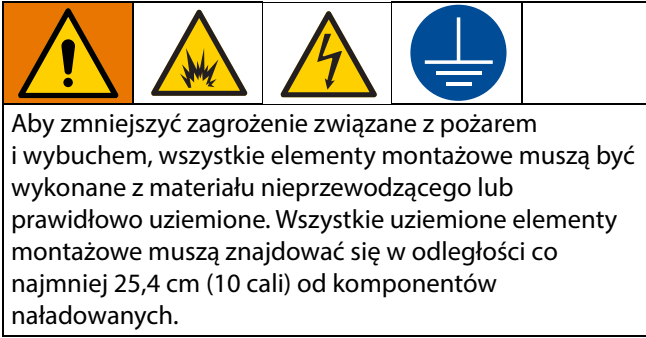 Aby zmniejszyć zagrożenie związane z pożarem
i wybuchem, wszystkie elementy montażowe muszą być
wykonane z materiału nieprzewodzącego lub
prawidłowo uziemione. Wszystkie uziemione elementy
montażowe muszą znajdować się w odległości co
najmniej 25,4 cm (10 cali) od komponentów
naładowanych.